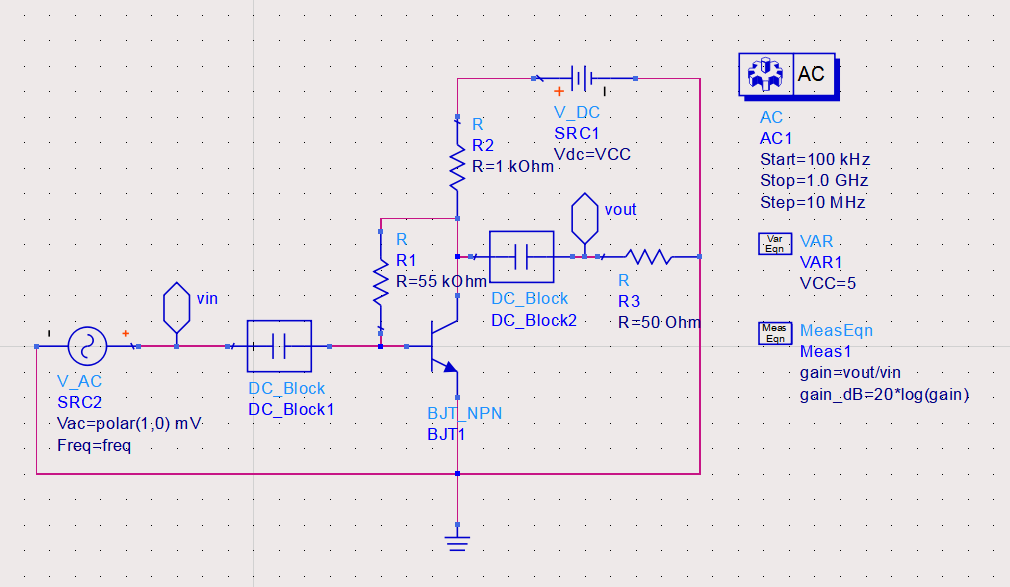 V_DC
SRC1
Vdc=VCC
R
R2
R=1 kOhm
vout
R
R1
R=55 kOhm
DC_Block
DC_Block2
R
R3
R=50 Ohm
vin
V_AC
SRC2
Vac=polar(1,0) mV
Freq=freq
DC_Block
DC_Block1
BJT_NPN
BJT1
AC
AC
AC1
Start=100 kHz
Stop=1.0 GHz
Step=10 MHz
Var
Eqn
VAR
VAR1
VCC=5
Meas
Eqn
MeasEqn
Meas1
gain=vout/vin
gain_dB=20*log(gain)